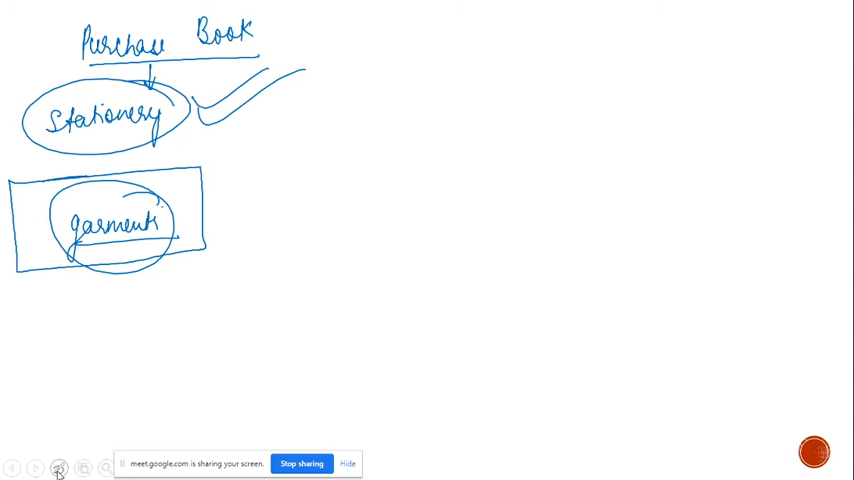 Purchase Book
Stationery
garments
meet.google.com is sharing your screen. Stop sharing Hide